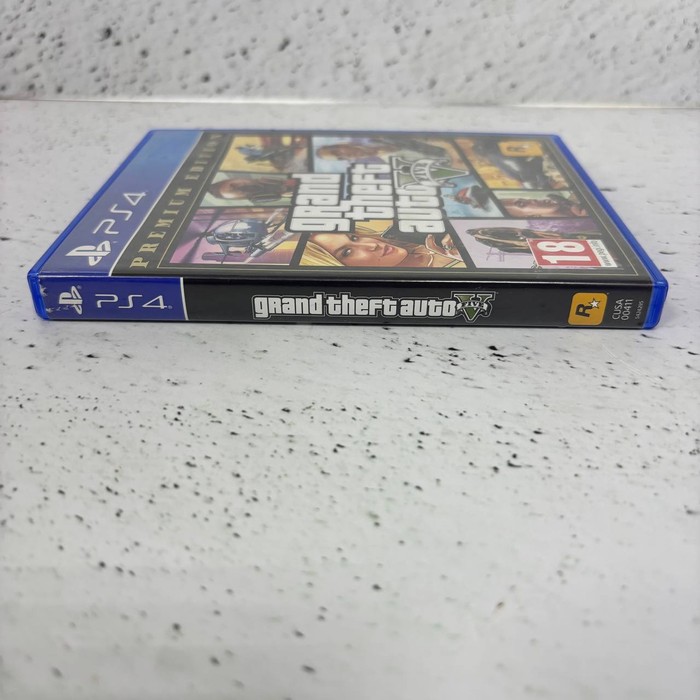 PS4
PREMIUM EDITION
grand
theft
auto
V
18
PS4
grand theft auto V
R
CUSA
00411